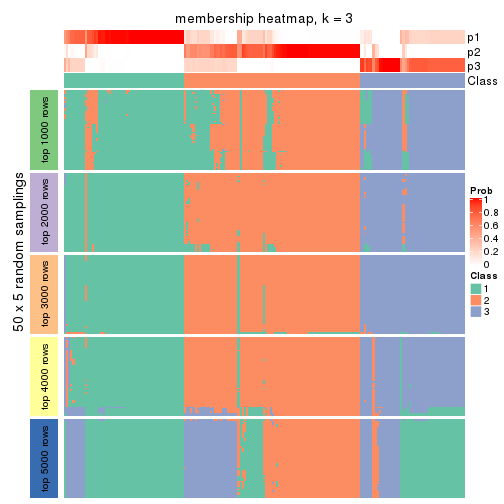 membership heatmap, k = 3
p1
p2
p3
Class
50 x 5 random samplings
top 1000 rows
top 2000 rows
top 3000 rows
top 4000 rows
top 5000 rows
Prob
1
0.8
0.6
0.4
0.2
0
Class
1
2
3